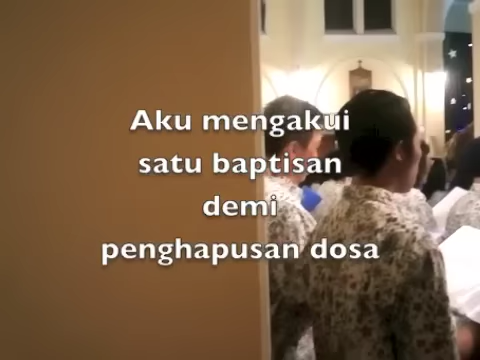 Aku mengakui
satu baptisan
demi
penghapusan dosa